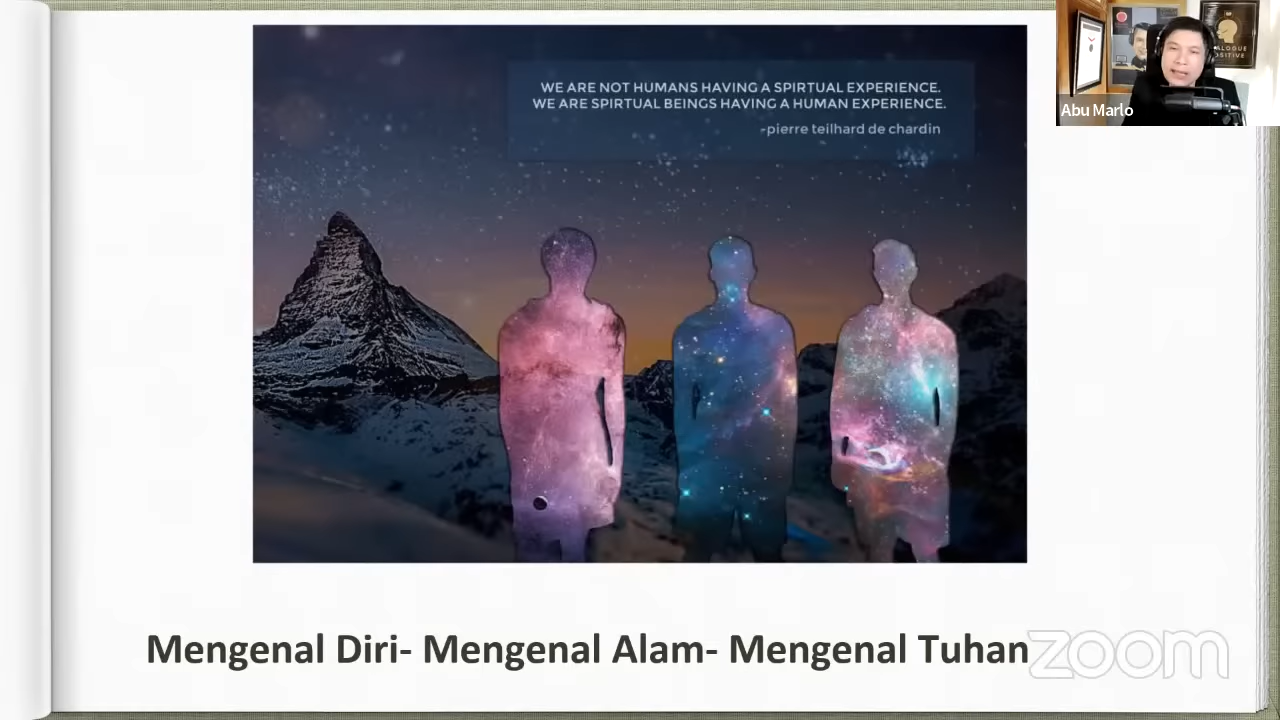 WE ARE NOT HUMANS HAVING A SPIRTUAL EXPERIENCE.
WE ARE SPIRTUAL BEINGS HAVING A HUMAN EXPERIENCE.
-pierre teilhard de chardin
Abu Marlo
Mengenal Diri- Mengenal Alam- Mengenal Tuhan
zoom